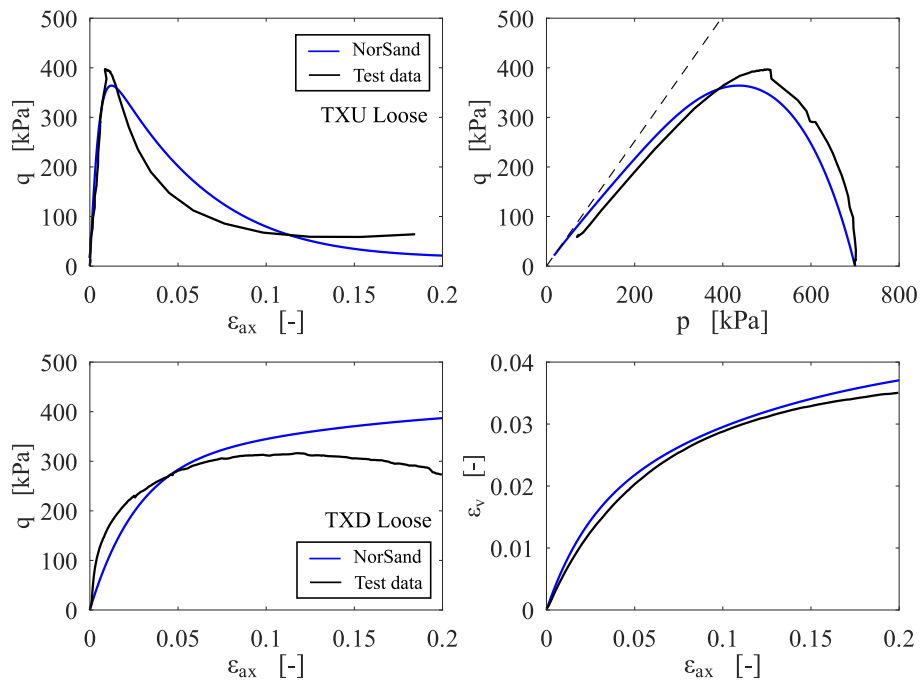 500
400
300
200
100
0
q [kPa]
NorSand
Test data
TXU Loose
0 0.05 0.1 0.15 0.2
εax [-]
500
400
300
200
100
0
q [kPa]
0 200 400 600 800
p [kPa]
500
400
300
200
100
0
q [kPa]
TXD Loose
NorSand
Test data
0 0.05 0.1 0.15 0.2
εax [-]
0.04
0.03
0.02
0.01
0
εv [-]
0 0.05 0.1 0.15 0.2
εax [-]